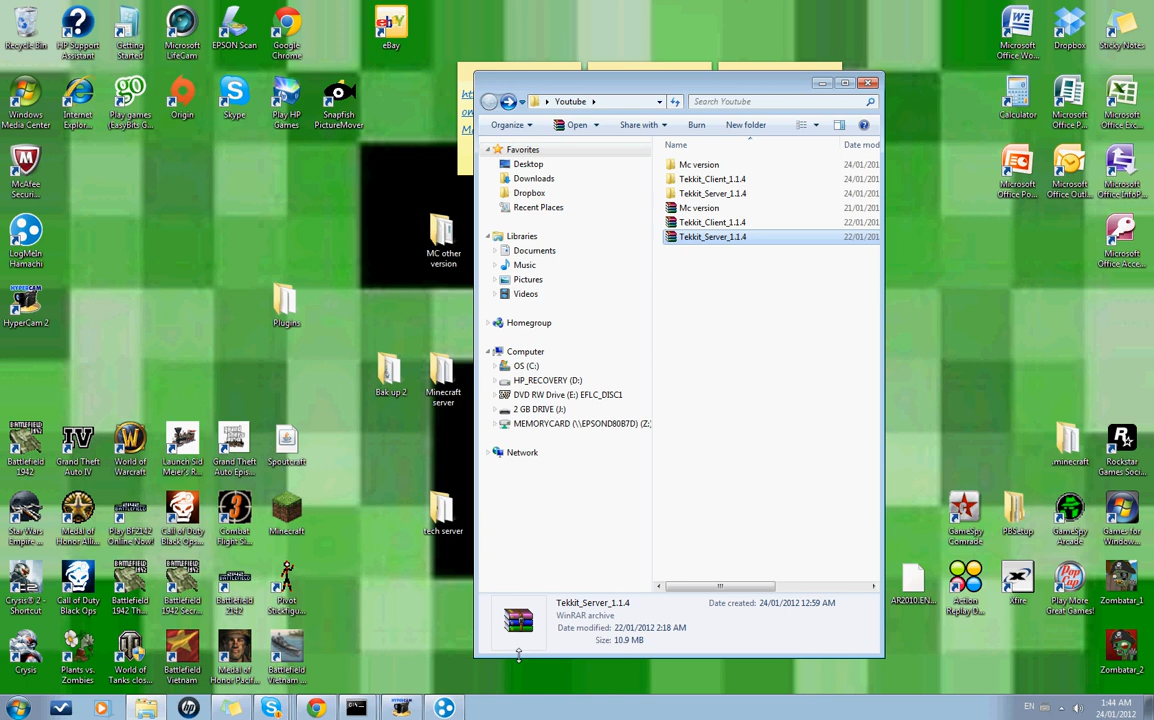 Recycle Bin
HP Support
Assistant
Getting
Started
Microsoft
LifeCam
EPSON Scan
Google
Chrome
eBay
Microsoft
Office Wo...
Dropbox
Sticky Notes
Windows
Media Center
Internet
Explor...
Play games
(EasyBits G...
Origin
Skype
Play HP
Games
Snapfish
PictureMover
Calculator
Microsoft
Office P...
Microsoft
Office Exc...
McAfee
Securi...
Microsoft
Office Po...
Microsoft
Office Outl...
Microsoft
Office Inf...
LogMeIn
Hamachi
MC other
version
Microsoft
Office Acce...
HyperCam 2
Plugins
Bak up 2
Minecraft
server
Youtube
Search Youtube
Organize
Open
Share with
Burn
New folder
Favorites
Desktop
Downloads
Dropbox
Recent Places
Libraries
Documents
Music
Pictures
Videos
Homegroup
Computer
OS (C:)
HP_RECOVERY (D:)
DVD RW Drive (E:) EFLC_DISC1
2 GB DRIVE (J:)
MEMORYCARD (\\EPSOND80B7D) (Z:
Network
Name
Date mod
Mc version
24/01/201
Tekkit_Client_1.1.4
24/01/201
Tekkit_Server_1.1.4
24/01/201
Mc version
21/01/201
Tekkit_Client_1.1.4
22/01/201
Tekkit_Server_1.1.4
22/01/201
Tekkit_Server_1.1.4
Date created: 24/01/2012 12:59 AM
WinRAR archive
Date modified: 22/01/2012 2:18 AM
Size: 10.9 MB
Battlefield
1942
Grand Theft
Auto IV
World of
Warcraft
Launch Sid
Meier's R...
Grand Theft
Auto Epis...
Spoutcraft
.minecraft
Rockstar
Games Soci...
Star Wars
Empire ...
Medal of
Honor Alli...
Play BF2142
Online Now!
Call of Duty
Black Ops...
Combat
Flight Si...
Minecraft
tech server
GameSpy
Comrade
PBSetup
GameSpy
Arcade
Games for
Window...
Crysis® 2 -
Shortcut
Call of Duty
Black Ops
Battlefield
1942 Th...
Battlefield
1942 Secr...
Battlefield
2142
Pivot
Stickfigu...
AR2010.EN...
Action
Replay D...
Xfire
Play More
Great Games!
Zombatar_1
Crysis
Plants vs.
Zombies
World of
Tanks clos...
Battlefield
Vietnam
Medal of
Honor Pacif...
Battlefield
Vietnam
Zombatar_2
EN
1:44 AM
24/01/2012